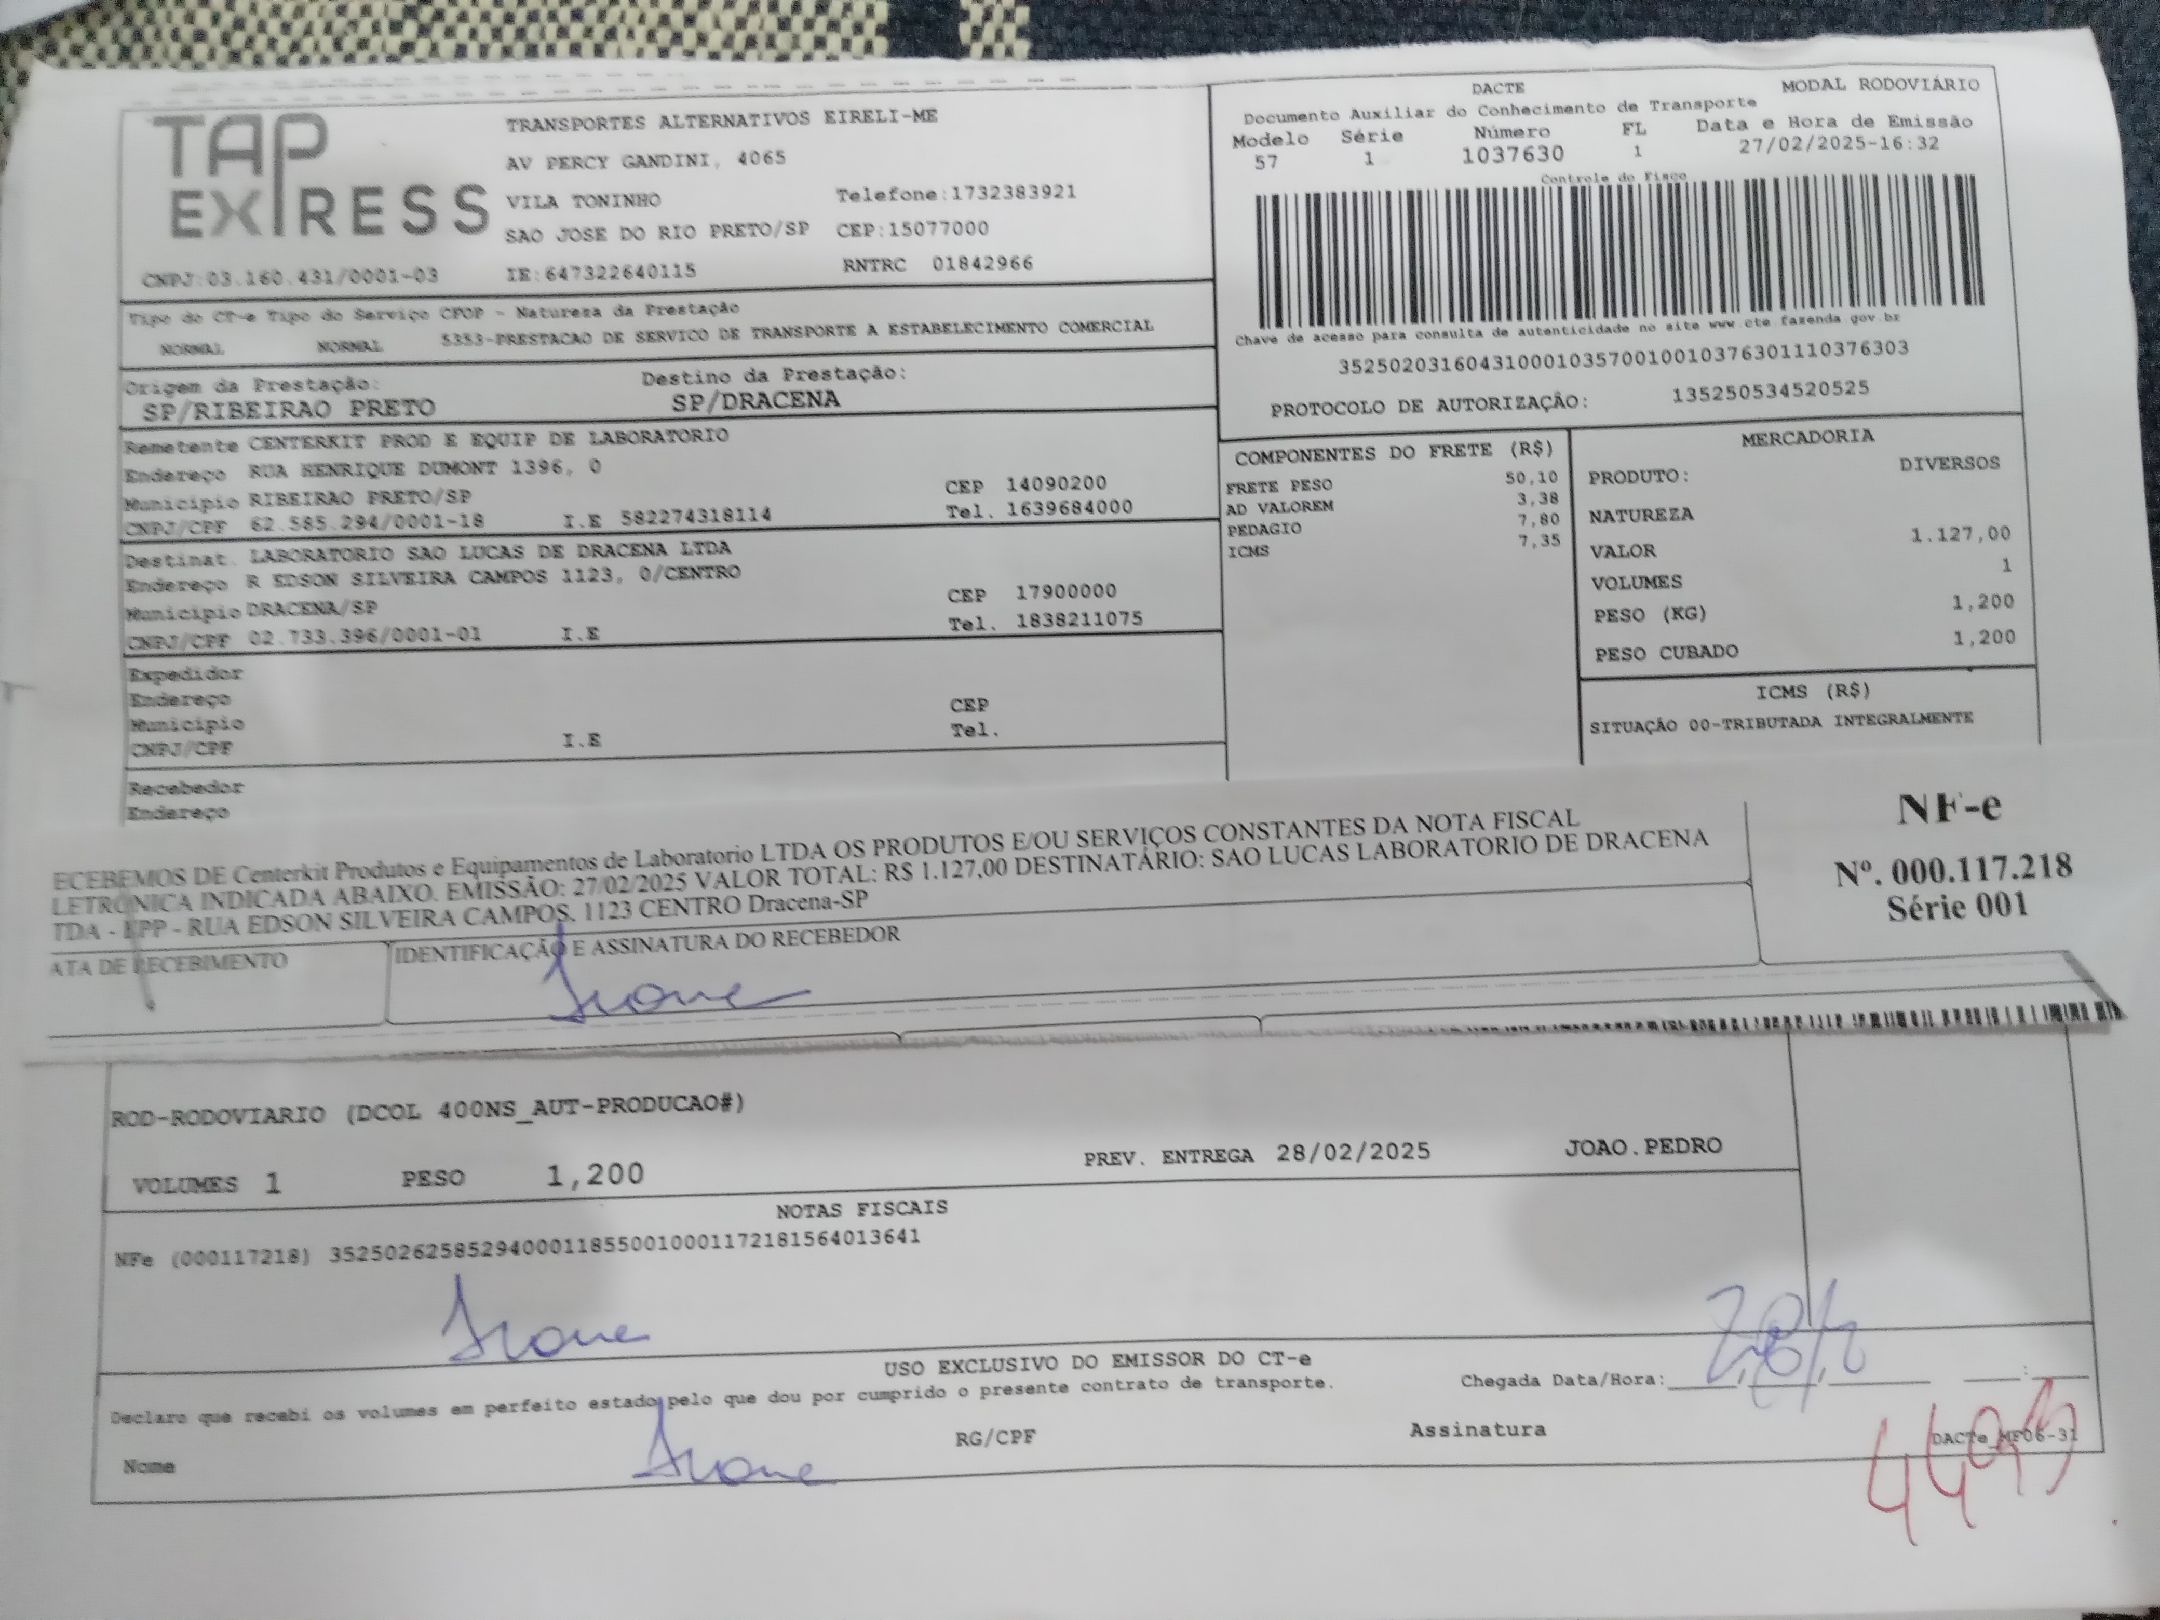 TAP EXPRESS
TRANSPORTES ALTERNATIVOS EIRELI-ME
AV PERCY GANDINI, 4065
VILA TONINHO Telefone:1732383921
SAO JOSE DO RIO PRETO/SP CEP:15077000
CNPJ:03.160.431/0001-03 IE:647322640115 RNTRC 01842966
DACTE MODAL RODOVIÁRIO
Documento Auxiliar do Conhecimento de Transporte
Modelo Série Número FL Data e Hora de Emissão
57 1 1037630 1 27/02/2025-16:32
Controle do Fisco
Chave de acesso para consulta de autenticidade no site www.cte fazenda.gov.br
35250203160431000103570010010376301110376303
PROTOCOLO DE AUTORIZAÇÃO: 135250534520525
Tipo do CT-e Tipo do Serviço CFOP - Natureza da Prestação
NORMAL NORMAL 5353-PRESTACAO DE SERVICO DE TRANSPORTE A ESTABELECIMENTO COMERCIAL
Origem da Prestação: Destino da Prestação:
SP/RIBEIRAO PRETO SP/DRACENA
Remetente CENTERKIT PROD E EQUIP DE LABORATORIO
Endereço RUA HENRIQUE DUMONT 1396, 0
Municipio RIBEIRAO PRETO/SP CEP 14090200
CNPJ/CPF 62.585.294/0001-18 I.E 582274318114 Tel. 1639684000
Destinat. LABORATORIO SAO LUCAS DE DRACENA LTDA
Endereço R EDSON SILVEIRA CAMPOS 1123, 0/CENTRO
Municipio DRACENA/SP CEP 17900000
CNPJ/CPF 02.733.396/0001-01 I.E Tel. 1838211075
Expedidor
Endereço
Municipio CEP
CNPJ/CPF I.E Tel.
Recebedor
Endereço
COMPONENTES DO FRETE (R$)
FRETE PESO 50,10
AD VALOREM 3,38
PEDAGIO 7,80
ICMS 7,35
MERCADORIA
PRODUTO: DIVERSOS
NATUREZA
VALOR 1.127,00
VOLUMES 1
PESO (KG) 1,200
PESO CUBADO 1,200
ICMS (R$)
SITUAÇÃO 00-TRIBUTADA INTEGRALMENTE
ECEBEMOS DE Centerkit Produtos e Equipamentos de Laboratorio LTDA OS PRODUTOS E/OU SERVIÇOS CONSTANTES DA NOTA FISCAL
LETRÔNICA INDICADA ABAIXO. EMISSÃO: 27/02/2025 VALOR TOTAL: R$ 1.127,00 DESTINATÁRIO: SAO LUCAS LABORATORIO DE DRACENA
TDA - EPP - RUA EDSON SILVEIRA CAMPOS, 1123 CENTRO Dracena-SP
NF-e
Nº. 000.117.218
Série 001
ATA DE RECEBIMENTO IDENTIFICAÇÃO E ASSINATURA DO RECEBEDOR
ROD-RODOVIARIO (DCOL 400NS_AUT-PRODUCAO#)
VOLUMES 1 PESO 1,200 PREV. ENTREGA 28/02/2025 JOAO.PEDRO
NOTAS FISCAIS
NFe (000117218) 35250262585294000118550010001172181564013641
USO EXCLUSIVO DO EMISSOR DO CT-e
Declaro que recebi os volumes em perfeito estado pelo que dou por cumprido o presente contrato de transporte. Chegada Data/Hora: 28/2
Nome RG/CPF Assinatura DACTe_MF06-31